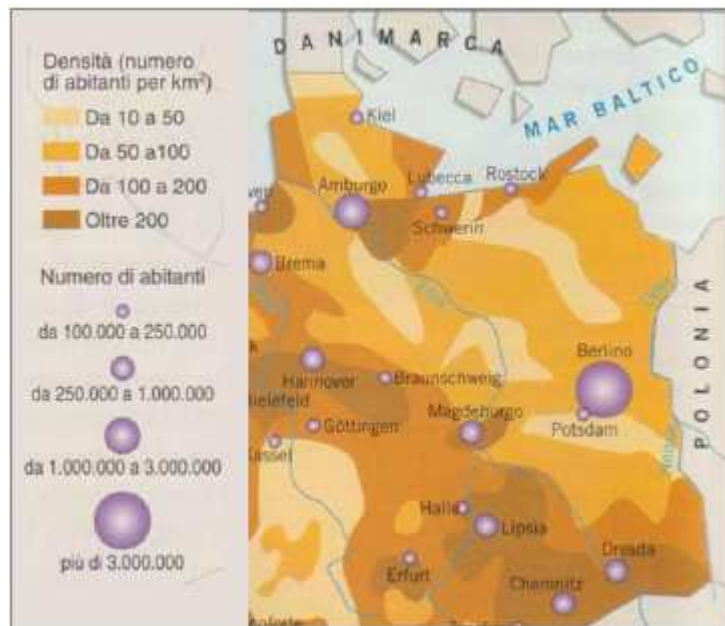 Densità (numero
di abitanti per km²)
Da 10 a 50
Da 50 a100
Da 100 a 200
Oltre 200
Numero di abitanti
da 100.000 a 250.000
da 250.000 a 1.000.000
da 1.000.000 a 3.000.000
più di 3.000.000
DANIMARCA
MAR BALTICO
Kiel
Lubecca
Rostock
Amburgo
Schwerin
Brema
POLONIA
Berlino
Hannover
Braunschweig
Potsdam
Magdeburgo
Göttingen
Halle
Lipsia
Dresda
Erfurt
Chemnitz